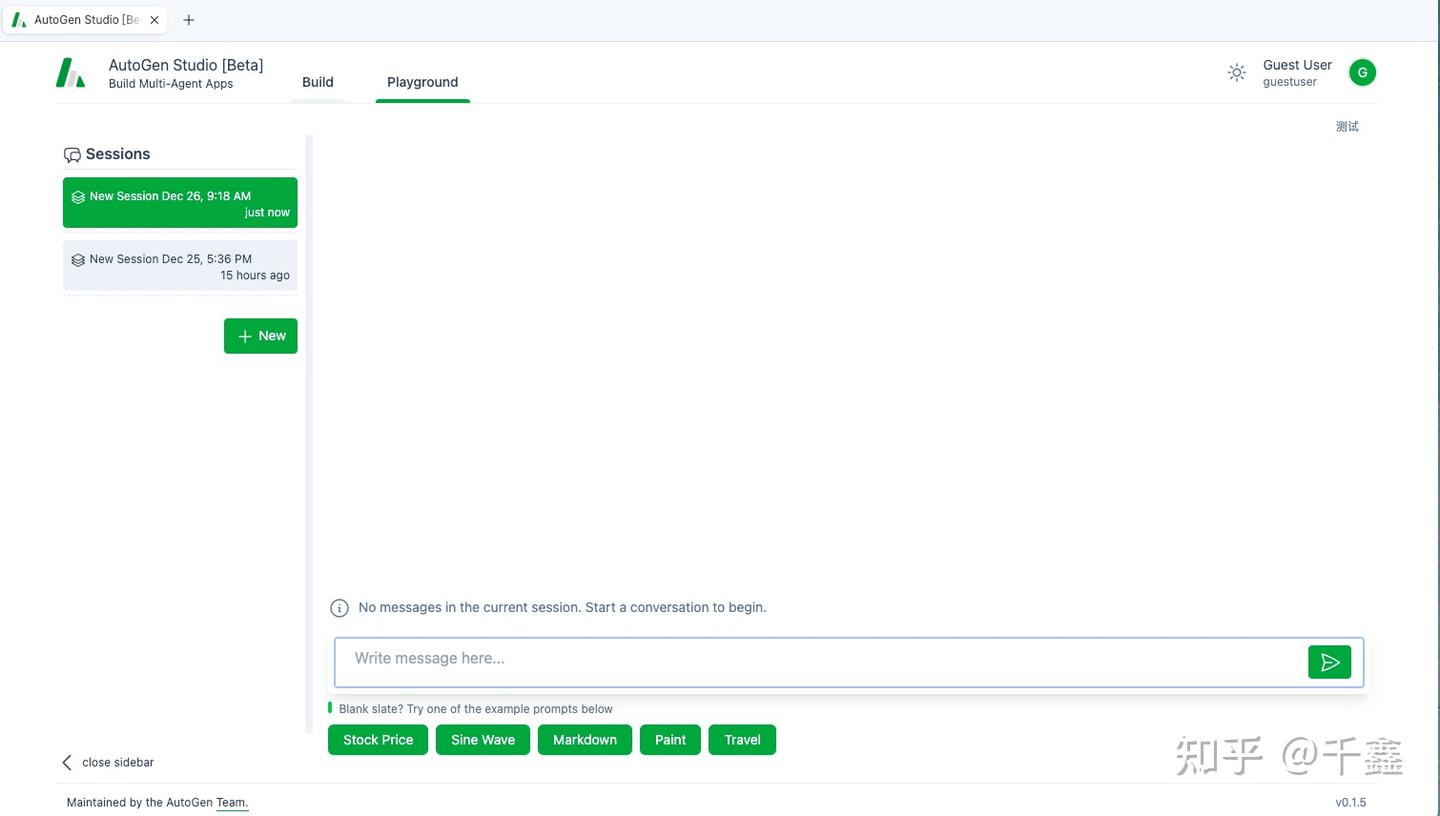 AutoGen Studio [Be
AutoGen Studio [Beta]
Build Multi-Agent Apps
Build
Playground
Guest User
guestuser
G
测试
Sessions
New Session Dec 26, 9:18 AM
just now
New Session Dec 25, 5:36 PM
15 hours ago
New
No messages in the current session. Start a conversation to begin.
Write message here...
Blank slate? Try one of the example prompts below
Stock Price
Sine Wave
Markdown
Paint
Travel
知乎 @千鑫
close sidebar
Maintained by the AutoGen Team.
v0.1.5